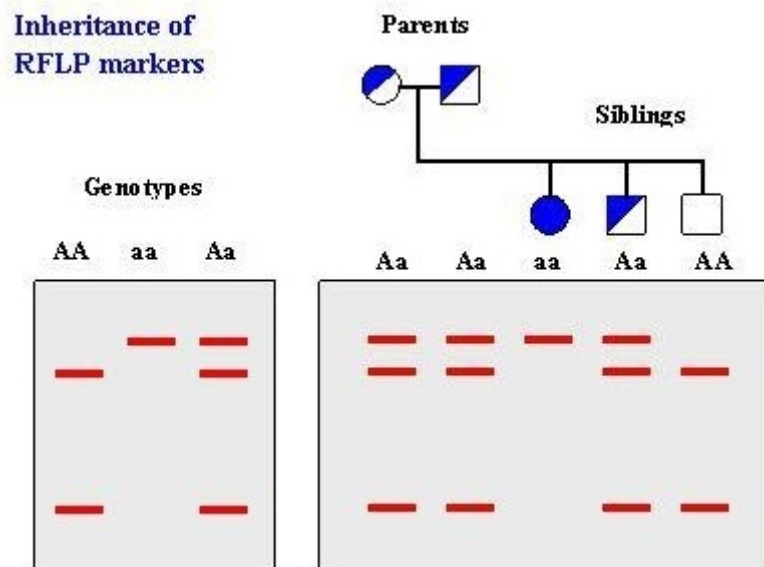 Inheritance of
RFLP markers
Parents
Siblings
Genotypes
AA aa Aa
Aa Aa aa Aa AA